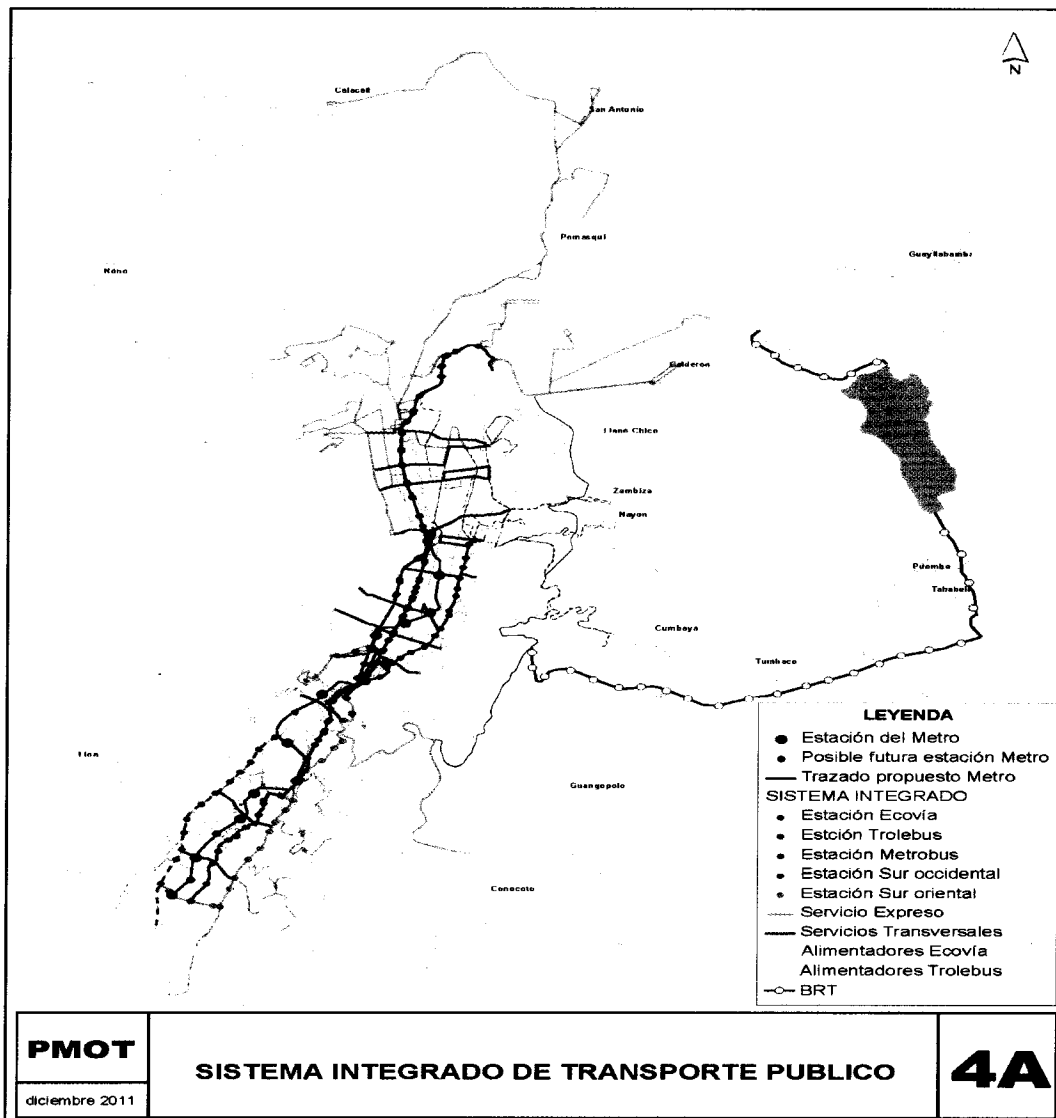 N
Calacali
San Antonio
Pomasqui
Nono
Guayllabamba
Calderon
Llano Chico
Zambiza
Nayon
Puembo
Tababela
Cumbaya
Tumbaco
Lloa
Guangopolo
Conocoto
LEYENDA
Estación del Metro
Posible futura estación Metro
Trazado propuesto Metro
SISTEMA INTEGRADO
Estación Ecovía
Estción Trolebus
Estación Metrobus
Estación Sur occidental
Estación Sur oriental
Servicio Expreso
Servicios Transversales
Alimentadores Ecovía
Alimentadores Trolebus
BRT
PMOT
diciembre 2011
SISTEMA INTEGRADO DE TRANSPORTE PUBLICO
4A